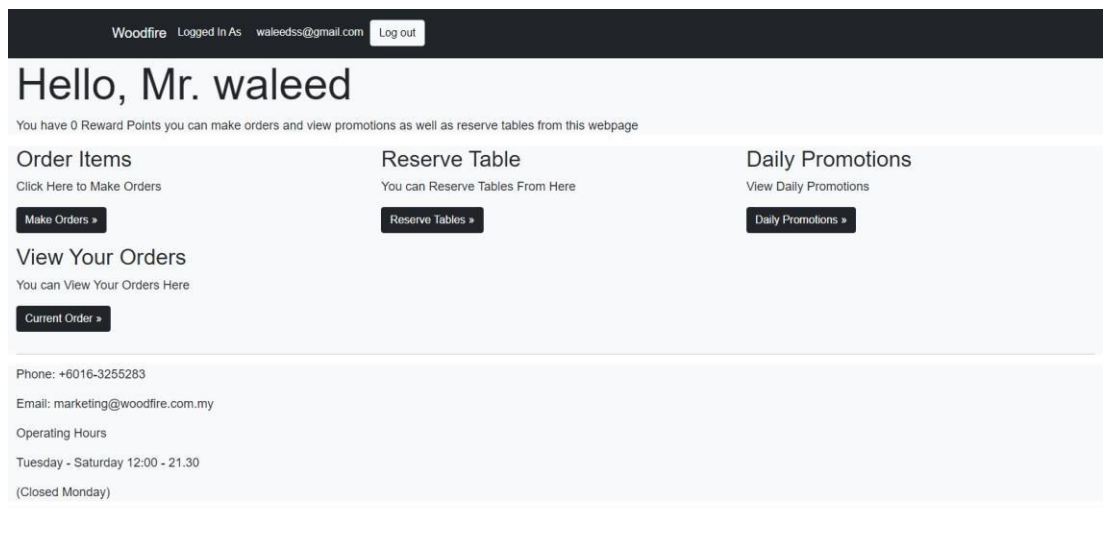 Woodfire Logged In As waleedss@gmail.com Log out
Hello, Mr. waleed
You have 0 Reward Points you can make orders and view promotions as well as reserve tables from this webpage
Order Items
Click Here to Make Orders
Make Orders »
Reserve Table
You can Reserve Tables From Here
Reserve Tables »
Daily Promotions
View Daily Promotions
Daily Promotions »
View Your Orders
You can View Your Orders Here
Current Order »
Phone: +6016-3255283
Email: marketing@woodfire.com.my
Operating Hours
Tuesday - Saturday 12:00 - 21.30
(Closed Monday)